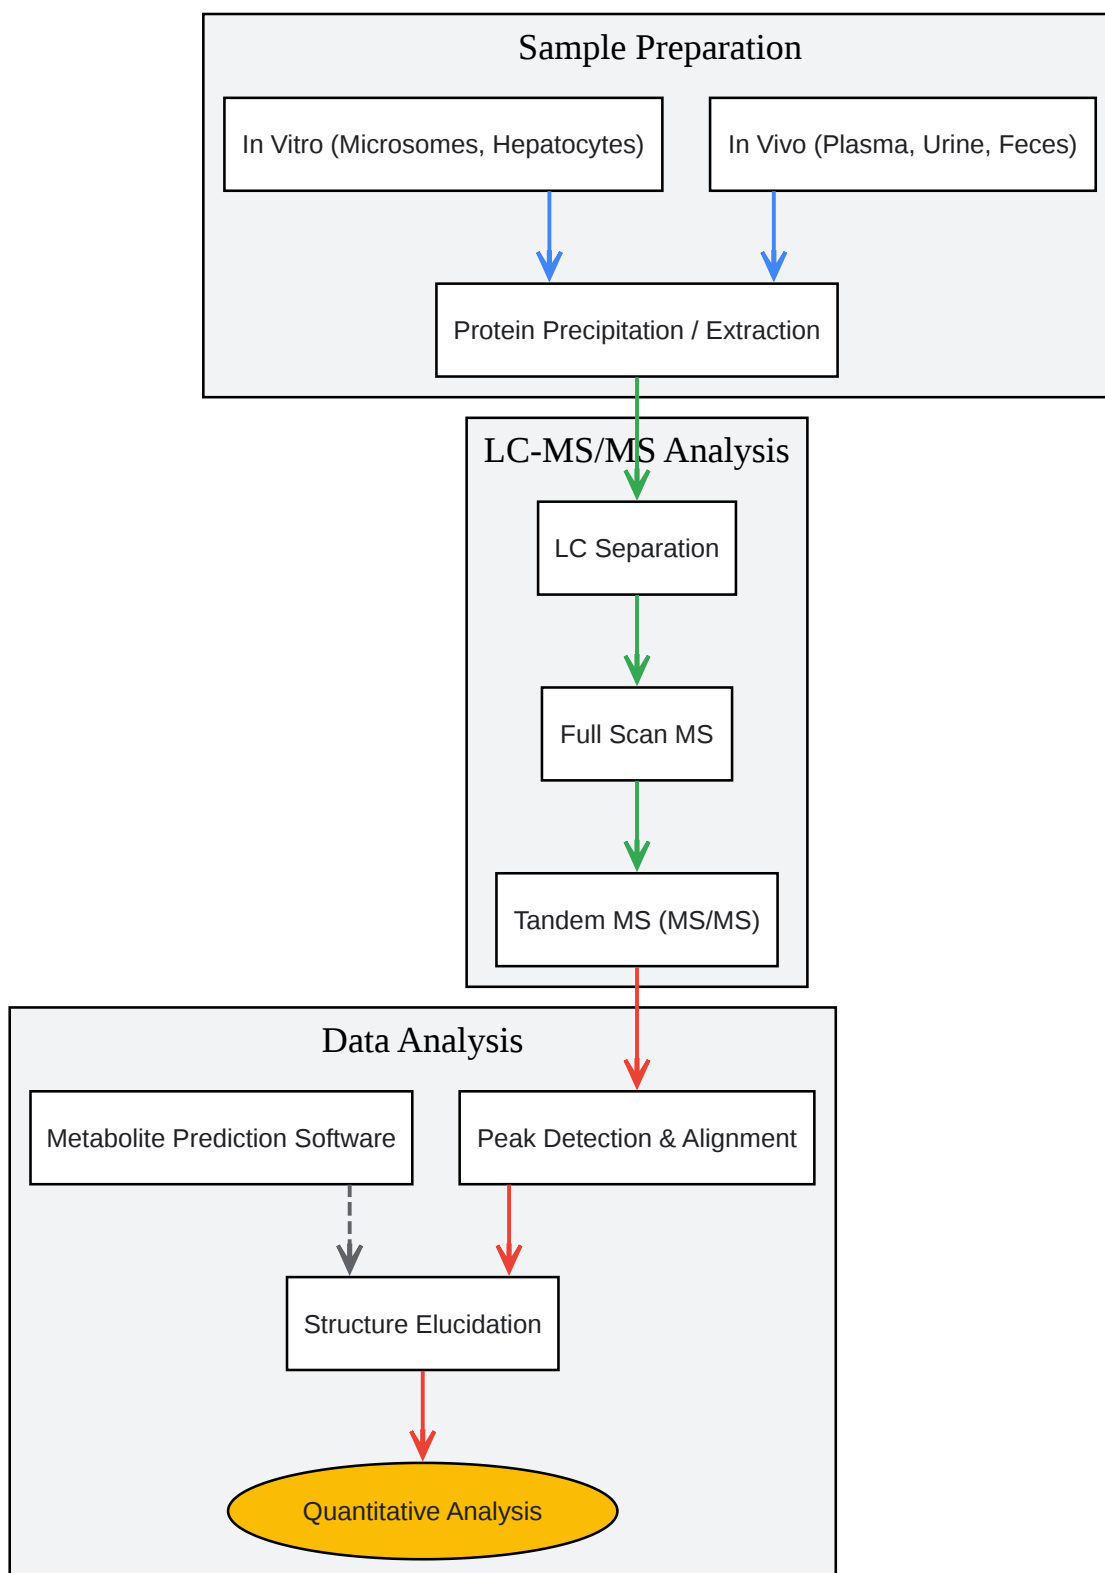 Sample Preparation
In Vitro (Microsomes, Hepatocytes)
In Vivo (Plasma, Urine, Feces)
Protein Precipitation / Extraction
LC-MS/MS Analysis
LC Separation
Full Scan MS
Tandem MS (MS/MS)
Data Analysis
Metabolite Prediction Software
Peak Detection & Alignment
Structure Elucidation
Quantitative Analysis